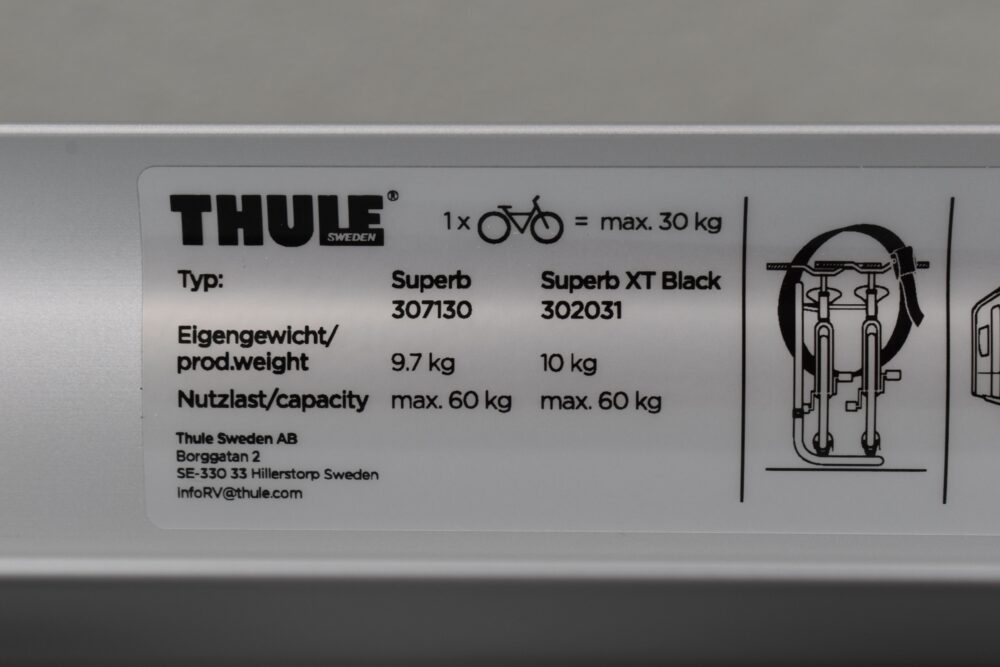 THULE®
SWEDEN
1 x = max. 30 kg
Typ: Superb Superb XT Black
307130 302031
Eigengewicht/
prod.weight 9.7 kg 10 kg
Nutzlast/capacity max. 60 kg max. 60 kg
Thule Sweden AB
Borggatan 2
SE-330 33 Hillerstorp Sweden
infoRV@thule.com